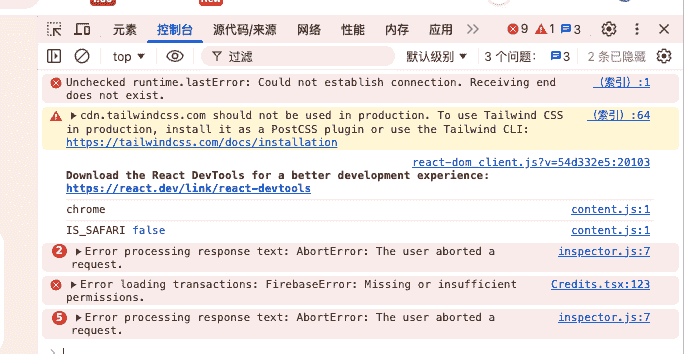 New
元素 控制台 源代码/来源 网络 性能 内存 应用 9 1 3
top 过滤 默认级别 3 个问题: 3 2 条已隐藏
Unchecked runtime.lastError: Could not establish connection. Receiving end (索引):1
does not exist.
cdn.tailwindcss.com should not be used in production. To use Tailwind CSS (索引):64
in production, install it as a PostCSS plugin or use the Tailwind CLI:
https://tailwindcss.com/docs/installation
react-dom_client.js?v=54d332e5:20103
Download the React DevTools for a better development experience:
https://react.dev/link/react-devtools
chrome content.js:1
IS_SAFARI false content.js:1
2 Error processing response text: AbortError: The user aborted a inspector.js:7
request.
Error loading transactions: FirebaseError: Missing or insufficient Credits.tsx:123
permissions.
5 Error processing response text: AbortError: The user aborted a inspector.js:7
request.